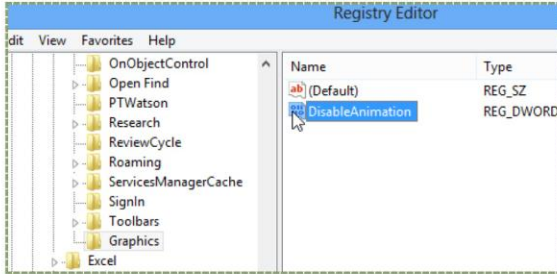 Registry Editor
dit View Favorites Help
OnObjectControl
Open Find
PTWatson
Research
ReviewCycle
Roaming
ServicesManagerCache
SignIn
Toolbars
Graphics
Excel
Name Type
ab (Default) REG_SZ
DisableAnimation REG_DWORD